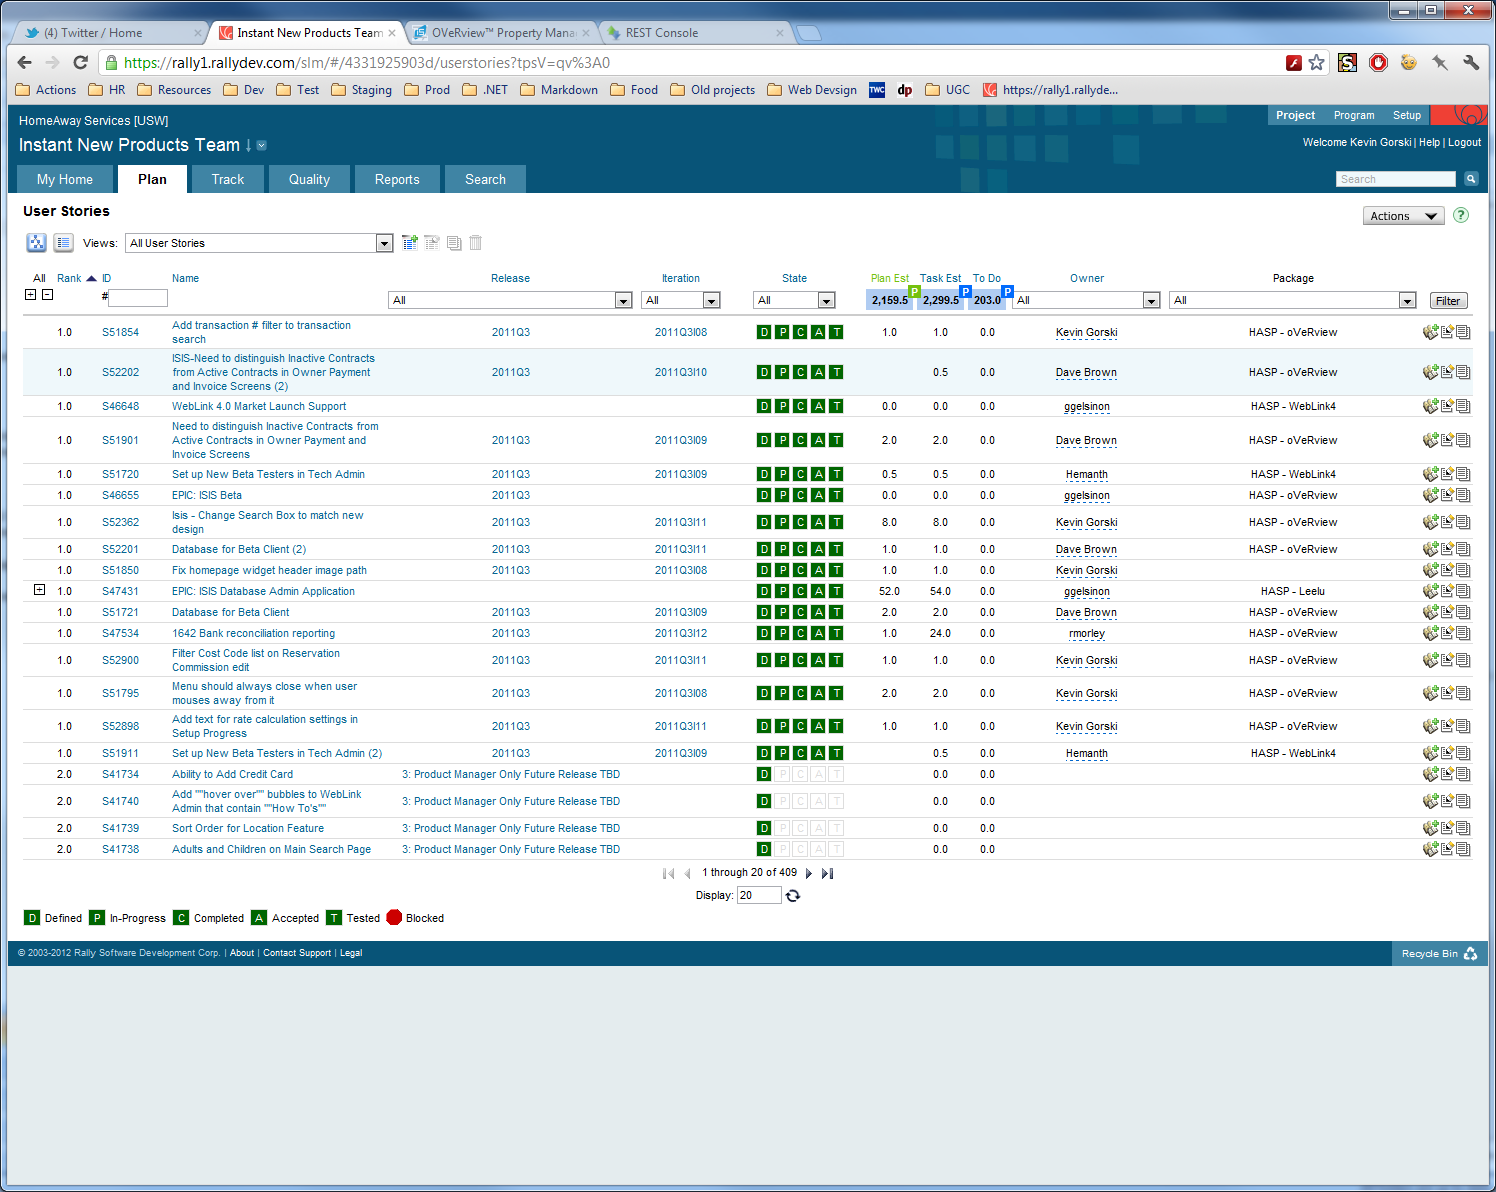 (4) Twitter / Home
Instant New Products Team
OVeRview™ Property Mana
REST Console
https://rally1.rallydev.com/slm/#/4331925903d/userstories?tpsV=qv%3A0
Actions HR Resources Dev Test Staging Prod .NET Markdown Food Old projects Web Devsign TWC dp UGC https://rally1.rallyde...
HomeAway Services [USW]
Project Program Setup
Instant New Products Team
Welcome Kevin Gorski | Help | Logout
My Home Plan Track Quality Reports Search
Search
User Stories
Actions
Views: All User Stories
All Rank ID Name Release Iteration State Plan Est Task Est To Do Owner Package
# All All All 2,159.5 P 2,299.5 P 203.0 P All All Filter
1.0 S51854 Add transaction # filter to transaction search 2011Q3 2011Q3I08 D P C A T 1.0 1.0 0.0 Kevin Gorski HASP - oVeRview
1.0 S52202 ISIS-Need to distinguish Inactive Contracts from Active Contracts in Owner Payment and Invoice Screens (2) 2011Q3 2011Q3I10 D P C A T 0.5 0.0 Dave Brown HASP - oVeRview
1.0 S46648 WebLink 4.0 Market Launch Support D P C A T 0.0 0.0 0.0 ggelsinon HASP - WebLink4
1.0 S51901 Need to distinguish Inactive Contracts from Active Contracts in Owner Payment and Invoice Screens 2011Q3 2011Q3I09 D P C A T 2.0 2.0 0.0 Dave Brown HASP - oVeRview
1.0 S51720 Set up New Beta Testers in Tech Admin 2011Q3 2011Q3I09 D P C A T 0.5 0.5 0.0 Hemanth HASP - WebLink4
1.0 S46655 EPIC: ISIS Beta 2011Q3 D P C A T 0.0 0.0 0.0 ggelsinon HASP - oVeRview
1.0 S52362 Isis - Change Search Box to match new design 2011Q3 2011Q3I11 D P C A T 8.0 8.0 0.0 Kevin Gorski HASP - oVeRview
1.0 S52201 Database for Beta Client (2) 2011Q3 2011Q3I11 D P C A T 1.0 1.0 0.0 Dave Brown HASP - oVeRview
1.0 S51850 Fix homepage widget header image path 2011Q3 2011Q3I08 D P C A T 1.0 1.0 0.0 Kevin Gorski
1.0 S47431 EPIC: ISIS Database Admin Application D P C A T 52.0 54.0 0.0 ggelsinon HASP - Leelu
1.0 S51721 Database for Beta Client 2011Q3 2011Q3I09 D P C A T 2.0 2.0 0.0 Dave Brown HASP - oVeRview
1.0 S47534 1642 Bank reconciliation reporting 2011Q3 2011Q3I12 D P C A T 1.0 24.0 0.0 rmorley HASP - oVeRview
1.0 S52900 Filter Cost Code list on Reservation Commission edit 2011Q3 2011Q3I11 D P C A T 1.0 1.0 0.0 Kevin Gorski HASP - oVeRview
1.0 S51795 Menu should always close when user mouses away from it 2011Q3 2011Q3I08 D P C A T 2.0 2.0 0.0 Kevin Gorski HASP - oVeRview
1.0 S52898 Add text for rate calculation settings in Setup Progress 2011Q3 2011Q3I11 D P C A T 1.0 1.0 0.0 Kevin Gorski HASP - oVeRview
1.0 S51911 Set up New Beta Testers in Tech Admin (2) 2011Q3 2011Q3I09 D P C A T 0.5 0.0 Hemanth HASP - WebLink4
2.0 S41734 Ability to Add Credit Card 3: Product Manager Only Future Release TBD D P C A T 0.0 0.0
2.0 S41740 Add ""hover over"" bubbles to WebLink Admin that contain ""How To's"" 3: Product Manager Only Future Release TBD D P C A T 0.0 0.0
2.0 S41739 Sort Order for Location Feature 3: Product Manager Only Future Release TBD D P C A T 0.0 0.0
2.0 S41738 Adults and Children on Main Search Page 3: Product Manager Only Future Release TBD D P C A T 0.0 0.0
1 through 20 of 409
Display: 20
D Defined P In-Progress C Completed A Accepted T Tested Blocked
© 2003-2012 Rally Software Development Corp. | About | Contact Support | Legal
Recycle Bin